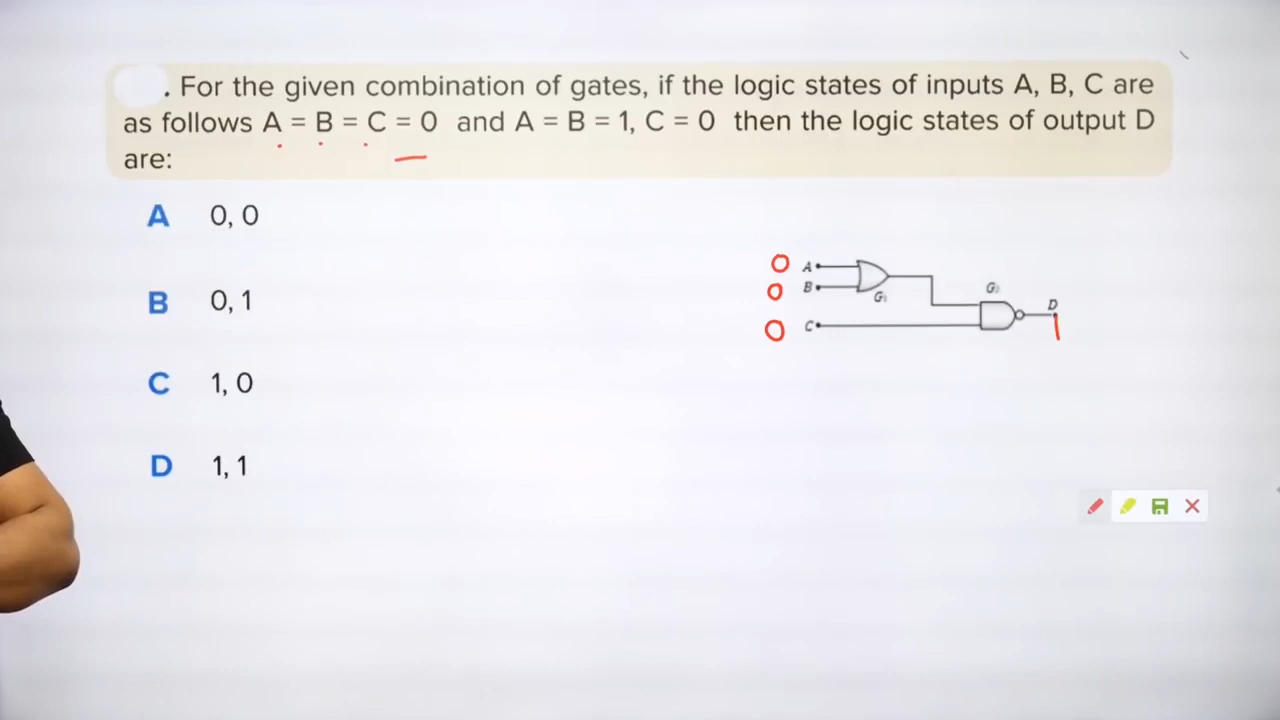 . For the given combination of gates, if the logic states of inputs A, B, C are
as follows A = B = C = 0 and A = B = 1, C = 0 then the logic states of output D
are:
A 0, 0
B 0, 1
C 1, 0
D 1, 1
0 A
0 B
G₁
G₂
D
0 C
1